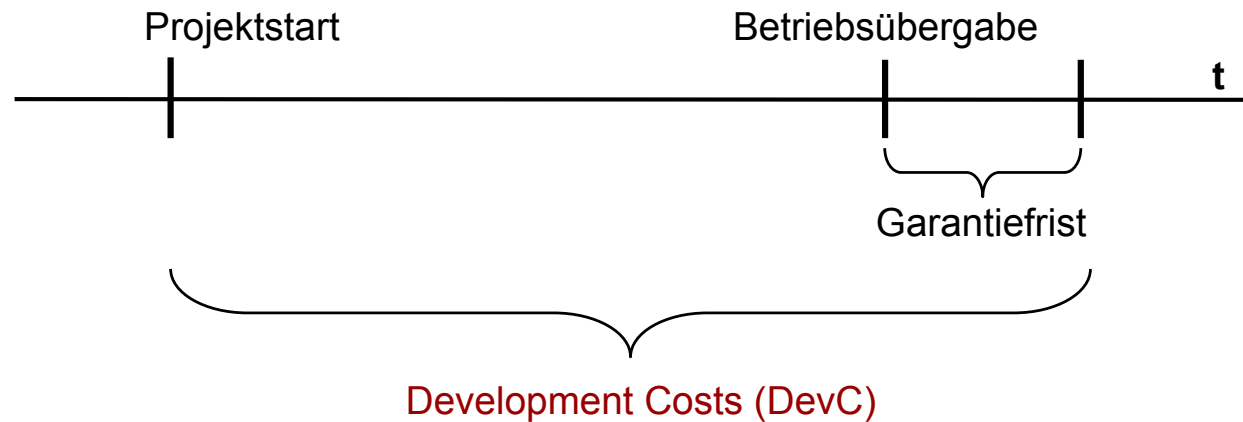 Projektstart
Betriebsübergabe
t
Garantiefrist
Development Costs (DevC)